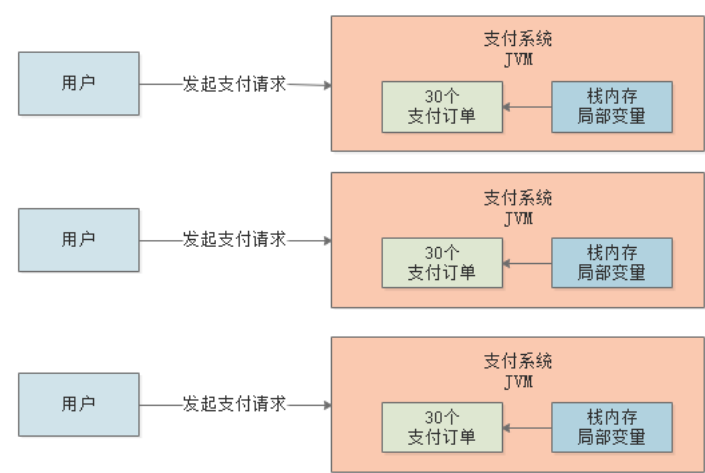 用户
发起支付请求
支付系统
JVM
30个
支付订单
栈内存
局部变量
用户
发起支付请求
支付系统
JVM
30个
支付订单
栈内存
局部变量
用户
发起支付请求
支付系统
JVM
30个
支付订单
栈内存
局部变量